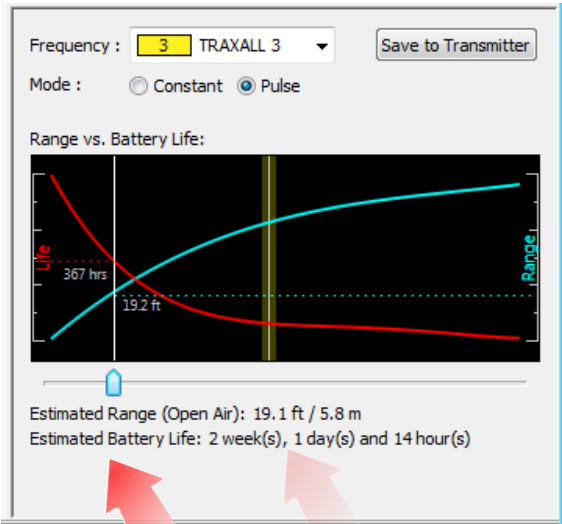 Frequency : 3 TRAXALL 3 Save to Transmitter
Mode : Constant Pulse
Range vs. Battery Life:
Life
Range
367 hrs
19.2 ft
Estimated Range (Open Air): 19.1 ft / 5.8 m
Estimated Battery Life: 2 week(s), 1 day(s) and 14 hour(s)